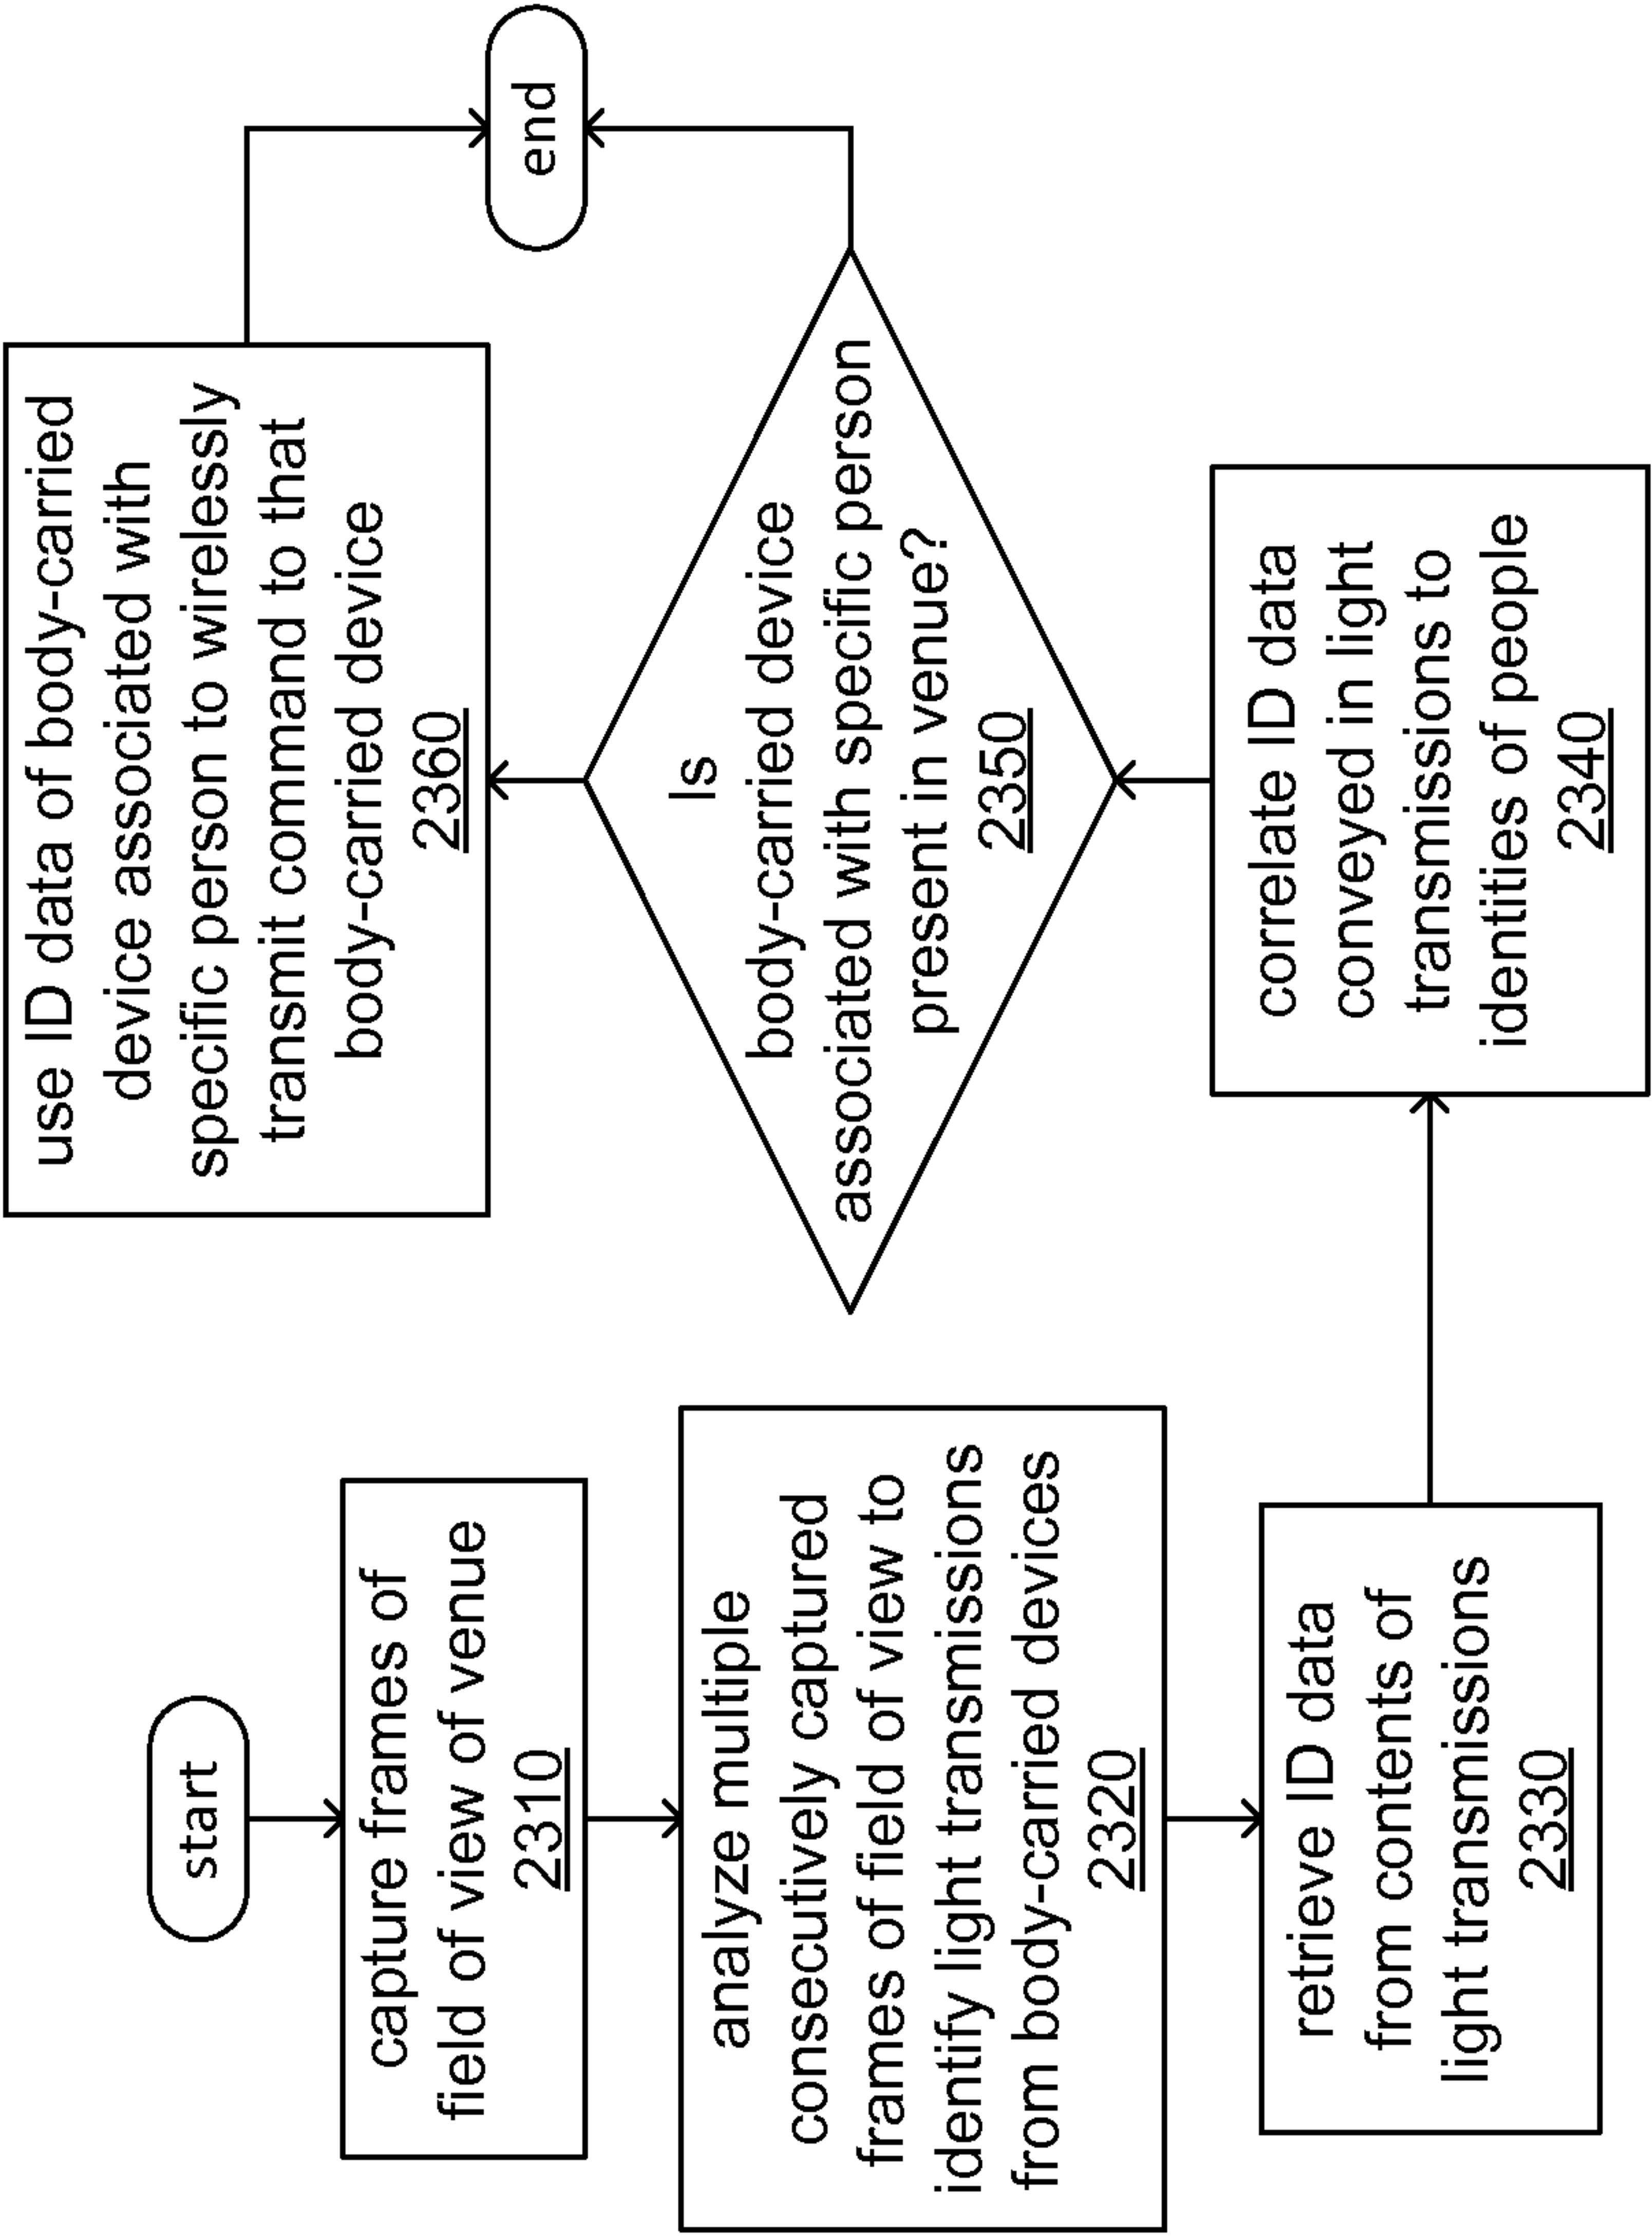 start
capture frames of
field of view of venue
2310
analyze multiple
consecutively captured
frames of field of view to
identify light transmissions
from body-carried devices
2320
retrieve ID data
from contents of
light transmissions
2330
correlate ID data
conveyed in light
transmissions to
identities of people
2340
Is
body-carried device
associated with specific person
present in venue?
2350
use ID data of body-carried
device associated with
specific person to wirelessly
transmit command to that
body-carried device
2360
end